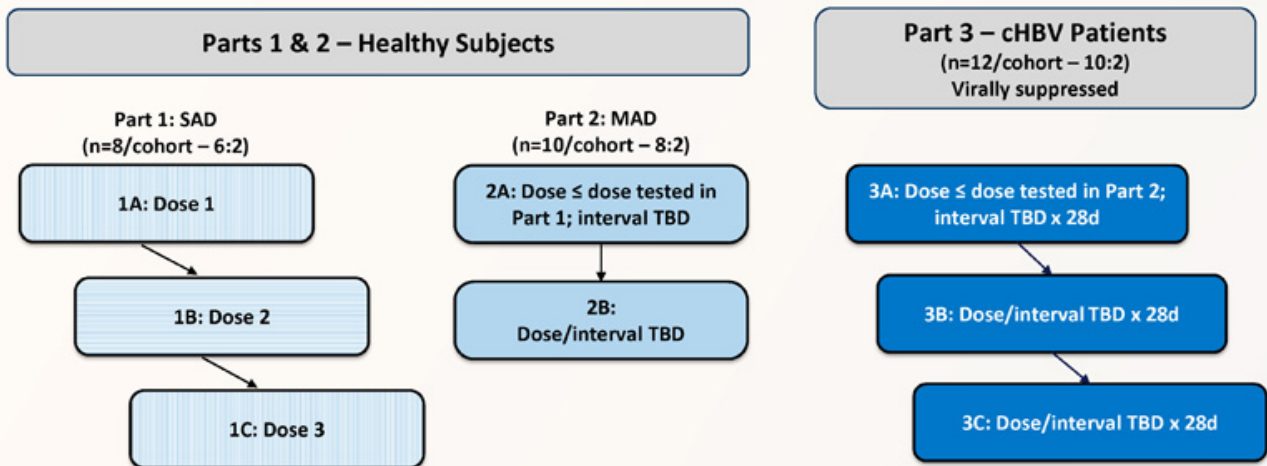 Parts 1 & 2 – Healthy Subjects
Part 1: SAD
(n=8/cohort – 6:2)
1A: Dose 1
1B: Dose 2
1C: Dose 3
Part 2: MAD
(n=10/cohort – 8:2)
2A: Dose ≤ dose tested in
Part 1; interval TBD
2B:
Dose/interval TBD
Part 3 – cHBV Patients
(n=12/cohort – 10:2)
Virally suppressed
3A: Dose ≤ dose tested in Part 2;
interval TBD x 28d
3B: Dose/interval TBD x 28d
3C: Dose/interval TBD x 28d